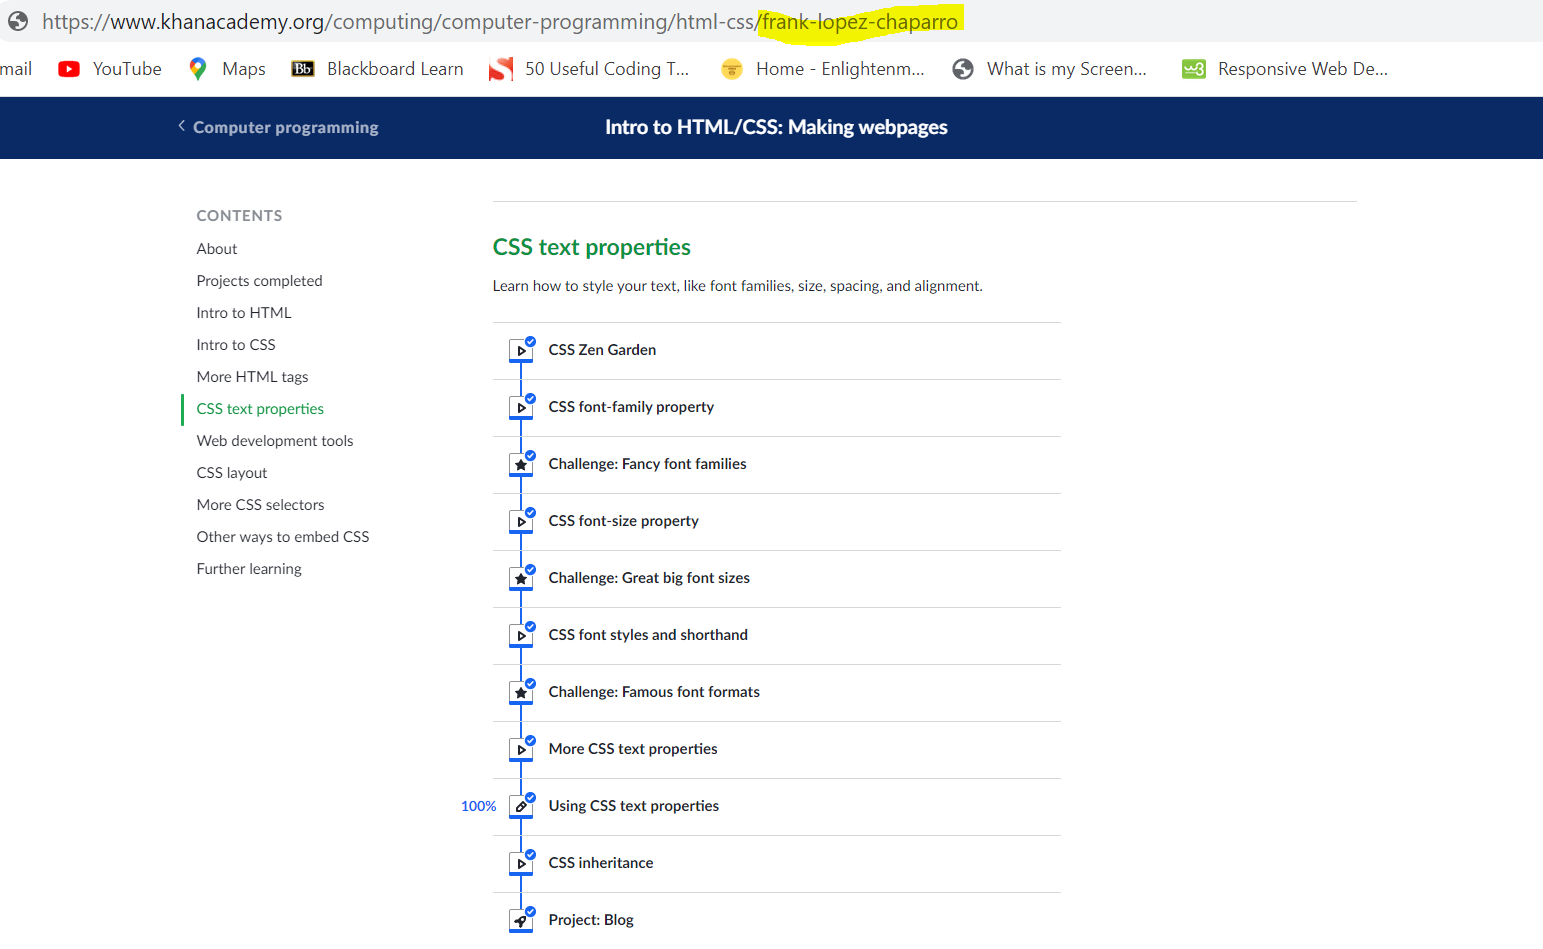 https://www.khanacademy.org/computing/computer-programming/html-css/frank-lopez-chaparro
mail YouTube Maps Bb Blackboard Learn 50 Useful Coding T... Home - Enlightenm... What is my Screen... w3 Responsive Web De...
Computer programming Intro to HTML/CSS: Making webpages
CONTENTS
About
Projects completed
Intro to HTML
Intro to CSS
More HTML tags
CSS text properties
Web development tools
CSS layout
More CSS selectors
Other ways to embed CSS
Further learning
CSS text properties
Learn how to style your text, like font families, size, spacing, and alignment.
CSS Zen Garden
CSS font-family property
Challenge: Fancy font families
CSS font-size property
Challenge: Great big font sizes
CSS font styles and shorthand
Challenge: Famous font formats
More CSS text properties
100% Using CSS text properties
CSS inheritance
Project: Blog